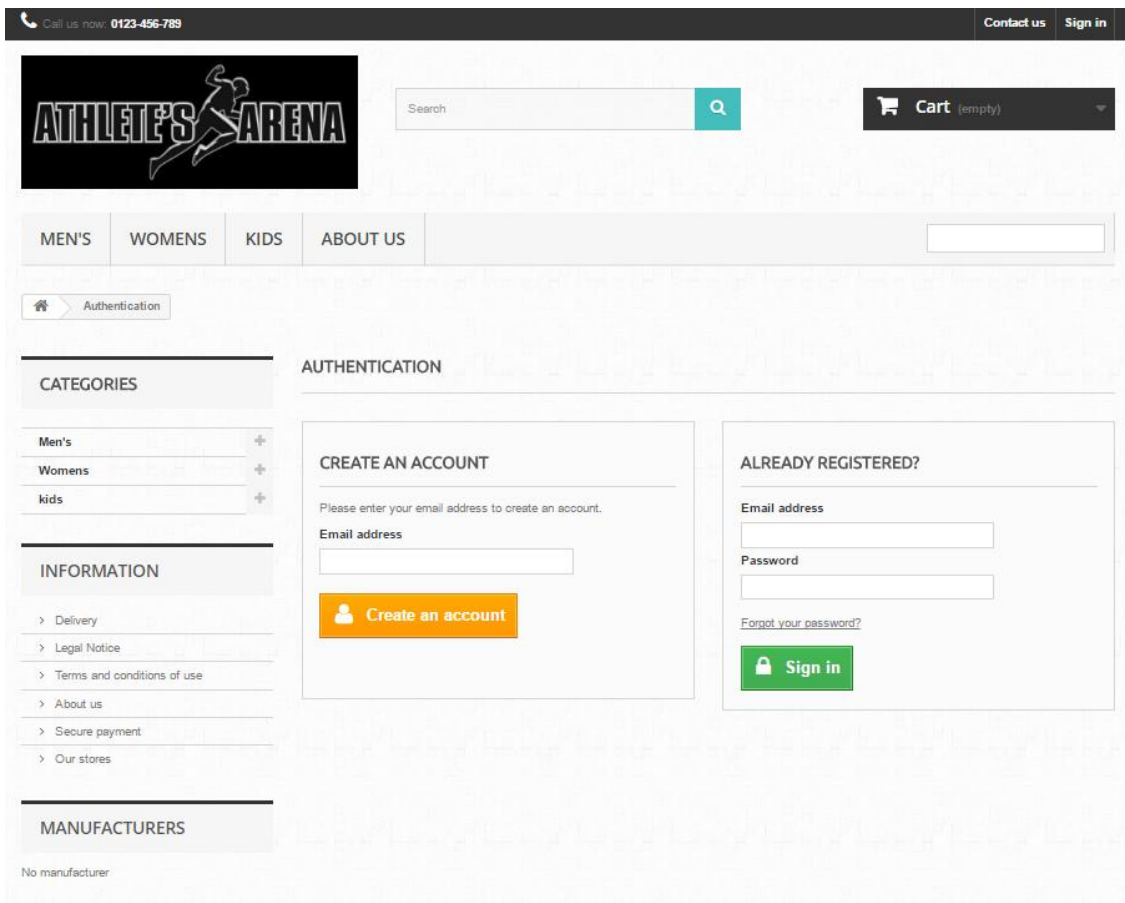 Call us now: 0123-456-789
Contact us
Sign in
ATHLETE'S ARENA
Search
Cart (empty)
MEN'S
WOMENS
KIDS
ABOUT US
Authentication
CATEGORIES
Men's
Womens
kids
INFORMATION
Delivery
Legal Notice
Terms and conditions of use
About us
Secure payment
Our stores
MANUFACTURERS
No manufacturer
AUTHENTICATION
CREATE AN ACCOUNT
Please enter your email address to create an account.
Email address
Create an account
ALREADY REGISTERED?
Email address
Password
Forgot your password?
Sign in